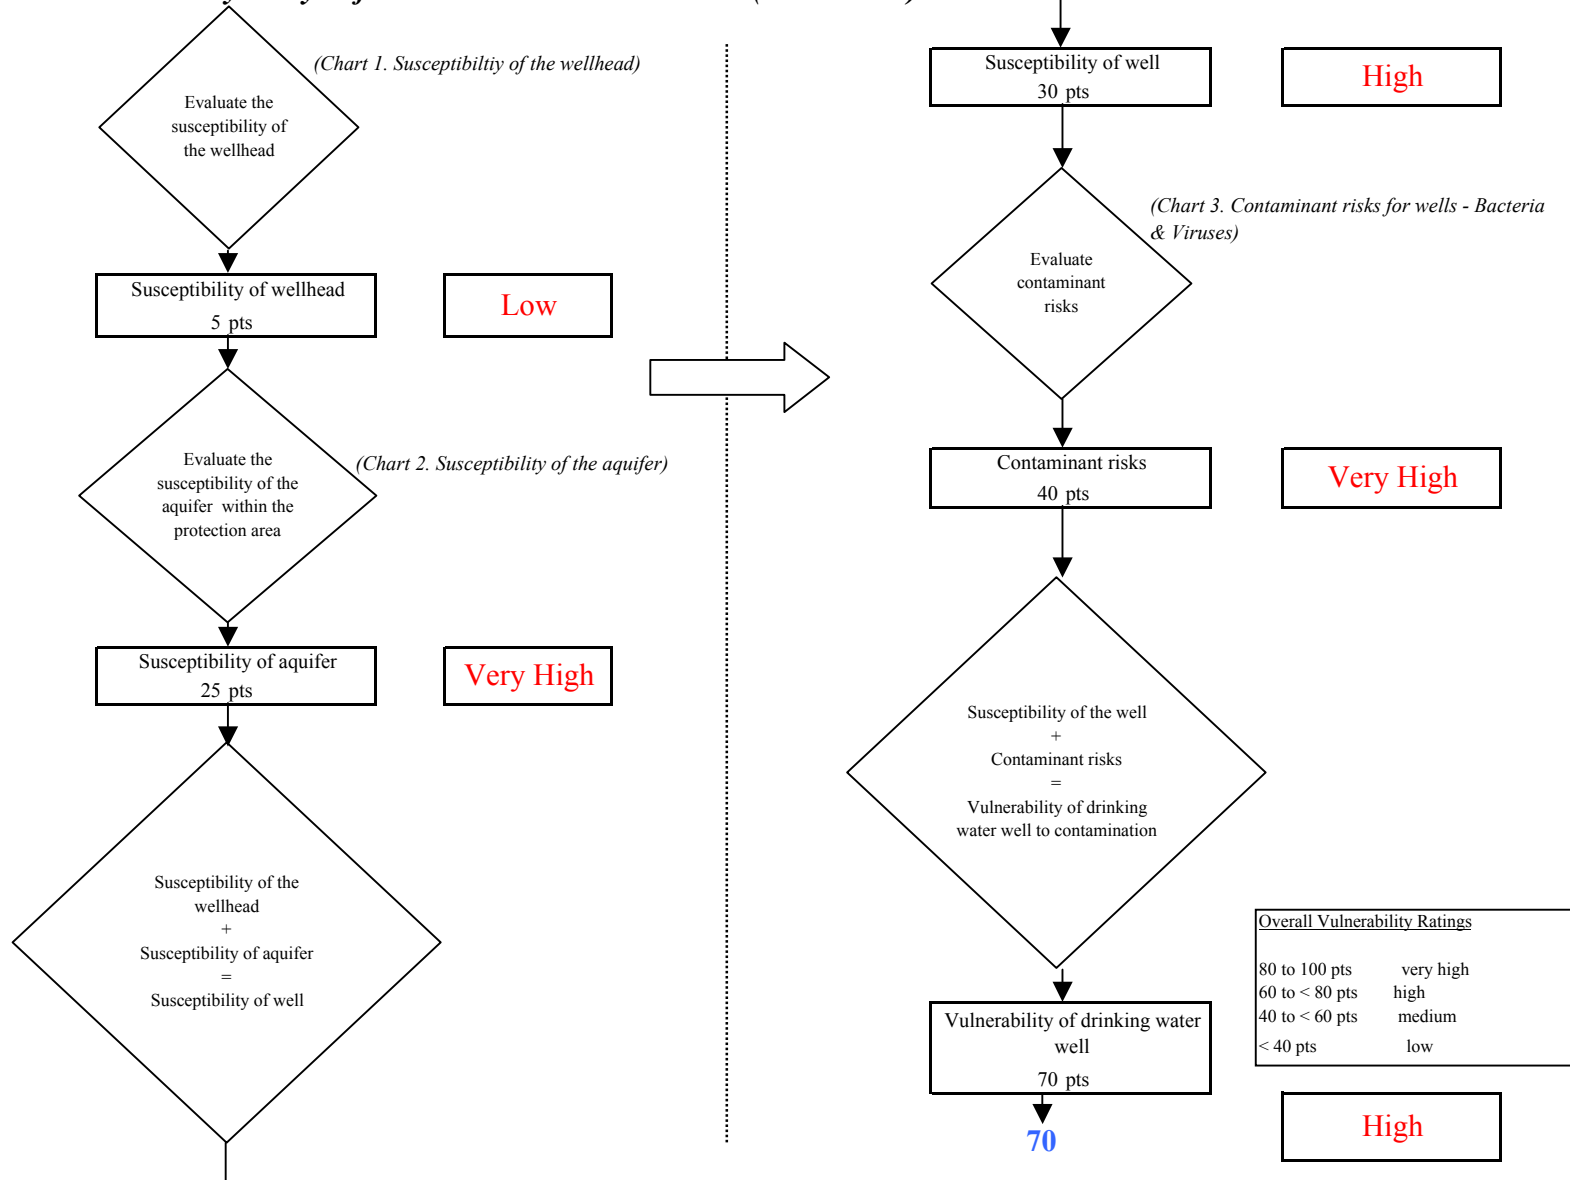 (Chart 1. Susceptibiltiy of the wellhead)
Evaluate the
susceptibility of
the wellhead
Susceptibility of wellhead
5 pts
Low
(Chart 2. Susceptibility of the aquifer)
Evaluate the
susceptibility of the
aquifer within the
protection area
Susceptibility of aquifer
25 pts
Very High
Susceptibility of the
wellhead
+
Susceptibility of aquifer
=
Susceptibility of well
Susceptibility of well
30 pts
High
(Chart 3. Contaminant risks for wells - Bacteria
& Viruses)
Evaluate
contaminant
risks
Contaminant risks
40 pts
Very High
Susceptibility of the well
+
Contaminant risks
=
Vulnerability of drinking
water well to contamination
Overall Vulnerability Ratings
80 to 100 pts very high
60 to < 80 pts high
40 to < 60 pts medium
< 40 pts low
Vulnerability of drinking water
well
70 pts
70
High